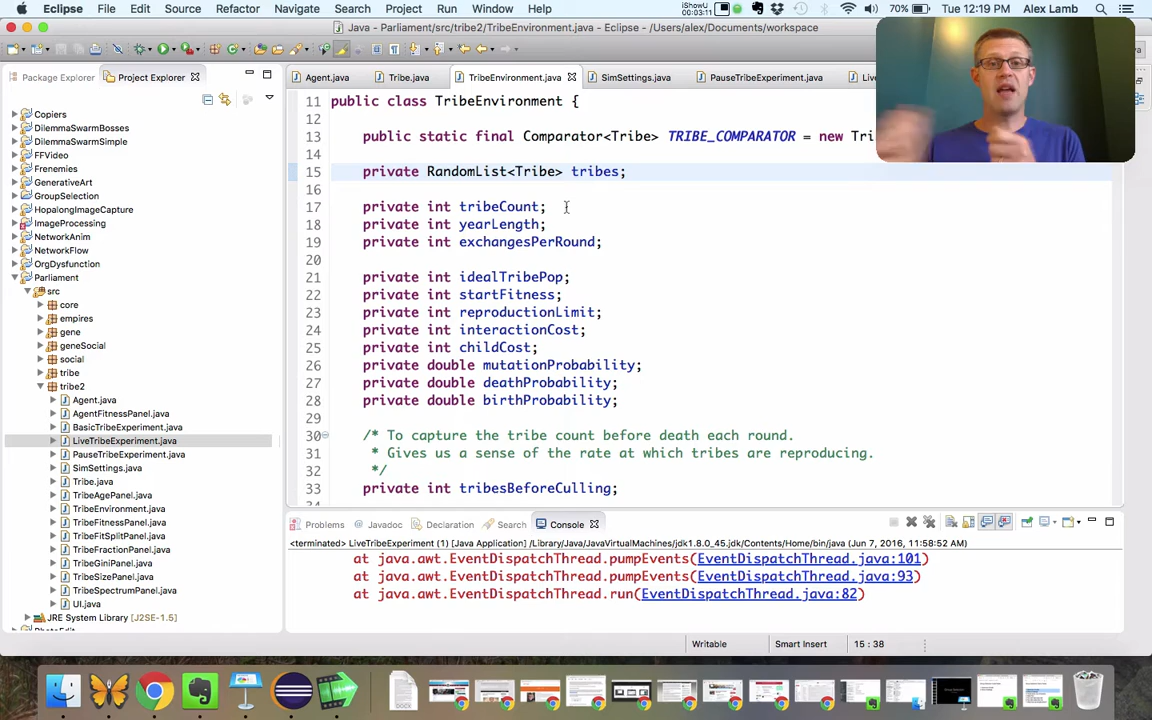 Eclipse File Edit Source Refactor Navigate Search Project Run Window Help
iShowU
00:03:11
70% Tue 12:19 PM Alex Lamb
Java - Parliament/src/tribe2/TribeEnvironment.java - Eclipse - /Users/alex/Documents/workspace
Package Explorer Project Explorer
Copiers
DilemmaSwarmBosses
DilemmaSwarmSimple
FFVideo
Frenemies
GenerativeArt
GroupSelection
HopalongImageCapture
ImageProcessing
NetworkAnim
NetworkFlow
OrgDysfunction
Parliament
src
core
empires
gene
geneSocial
social
tribe
tribe2
Agent.java
AgentFitnessPanel.java
BasicTribeExperiment.java
LiveTribeExperiment.java
PauseTribeExperiment.java
SimSettings.java
Tribe.java
TribeAgePanel.java
TribeEnvironment.java
TribeFitnessPanel.java
TribeFitSplitPanel.java
TribeFractionPanel.java
TribeGiniPanel.java
TribeSizePanel.java
TribeSpectrumPanel.java
UI.java
JRE System Library [J2SE-1.5]
Agent.java Tribe.java TribeEnvironment.java SimSettings.java PauseTribeExperiment.java
11 public class TribeEnvironment {
12
13 public static final Comparator<Tribe> TRIBE_COMPARATOR = new Tri
14
15 private RandomList<Tribe> tribes;
16
17 private int tribeCount;
18 private int yearLength;
19 private int exchangesPerRound;
20
21 private int idealTribePop;
22 private int startFitness;
23 private int reproductionLimit;
24 private int interactionCost;
25 private int childCost;
26 private double mutationProbability;
27 private double deathProbability;
28 private double birthProbability;
29
30 /* To capture the tribe count before death each round.
31 * Gives us a sense of the rate at which tribes are reproducing.
32 */
33 private int tribesBeforeCulling;
Problems Javadoc Declaration Search Console
<terminated> LiveTribeExperiment (1) [Java Application] /Library/Java/JavaVirtualMachines/jdk1.8.0_45.jdk/Contents/Home/bin/java (Jun 7, 2016, 11:58:52 AM)
at java.awt.EventDispatchThread.pumpEvents(EventDispatchThread.java:101)
at java.awt.EventDispatchThread.pumpEvents(EventDispatchThread.java:93)
at java.awt.EventDispatchThread.run(EventDispatchThread.java:82)
Writable Smart Insert 15 : 38